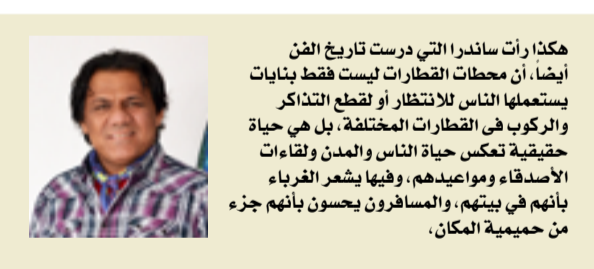 هكذا رأت ساندرا التي درست تاريخ الفن
أيضاً، أن محطات القطارات ليست فقط بنايات
يستعملها الناس للانتظار أو لقطع التذاكر
والركوب فى القطارات المختلفة، بل هي حياة
حقيقية تعكس حياة الناس والمدن ولقاءات
الأصدقاء ومواعيدهم، وفيها يشعر الغرباء
بأنهم في بيتهم، والمسافرون يحسون بأنهم جزء
من حميمية المكان،